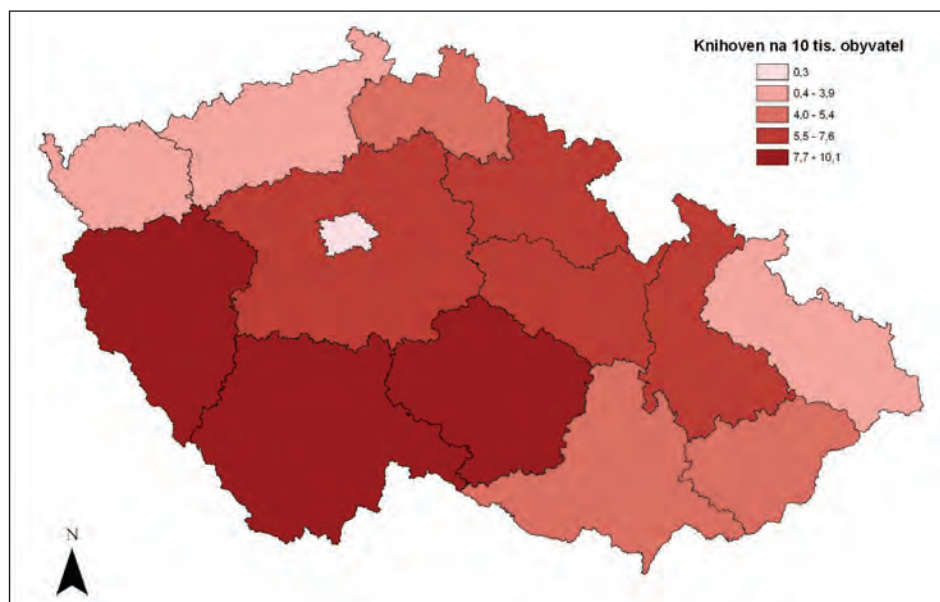 Knihoven na 10 tis. obyvatel
0,3
0,4 - 3,9
4,0 - 5,4
5,5 - 7,6
7,7 - 10,1
N